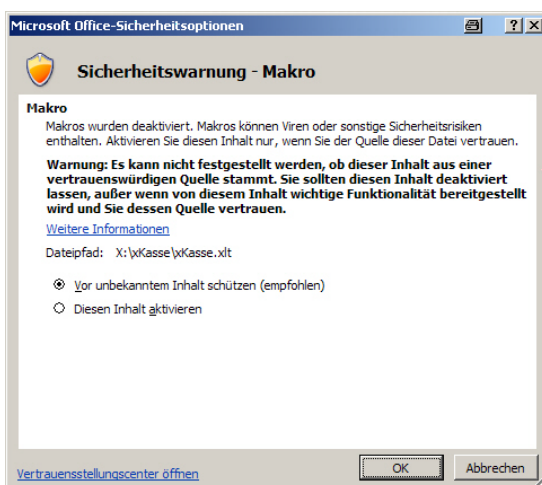 Microsoft Office-Sicherheitsoptionen
Sicherheitswarnung - Makro
Makro
Makros wurden deaktiviert. Makros können Viren oder sonstige Sicherheitsrisiken
enthalten. Aktivieren Sie diesen Inhalt nur, wenn Sie der Quelle dieser Datei vertrauen.
Warnung: Es kann nicht festgestellt werden, ob dieser Inhalt aus einer
vertrauenswürdigen Quelle stammt. Sie sollten diesen Inhalt deaktiviert
lassen, außer wenn von diesem Inhalt wichtige Funktionalität bereitgestellt
wird und Sie dessen Quelle vertrauen.
Weitere Informationen
Dateipfad: X:\xKasse\xKasse.xlt
Vor unbekanntem Inhalt schützen (empfohlen)
Diesen Inhalt aktivieren
Vertrauensstellungscenter öffnen
OK
Abbrechen